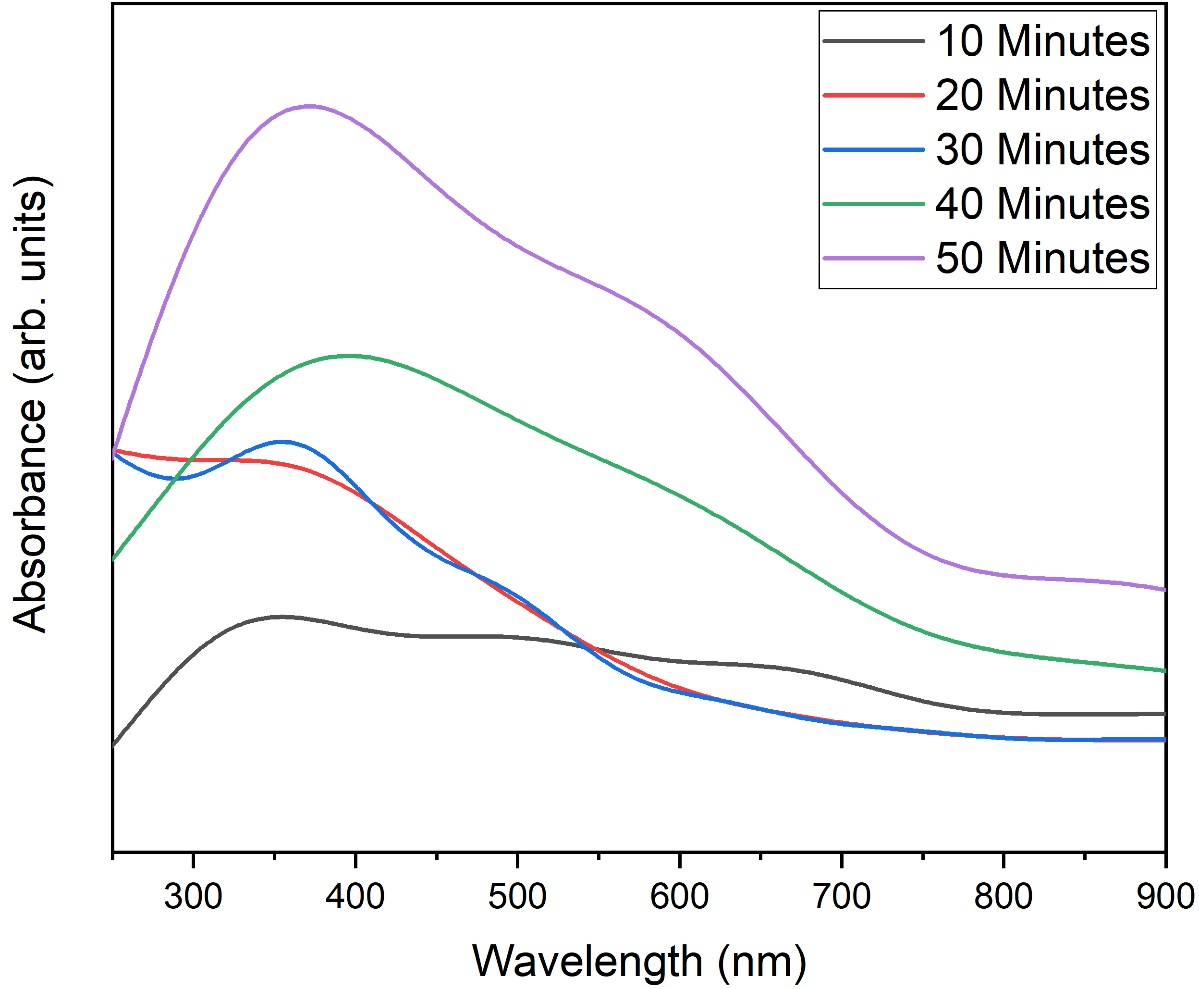 10 Minutes
20 Minutes
30 Minutes
40 Minutes
50 Minutes
Absorbance (arb. units)
300 400 500 600 700 800 900
Wavelength (nm)